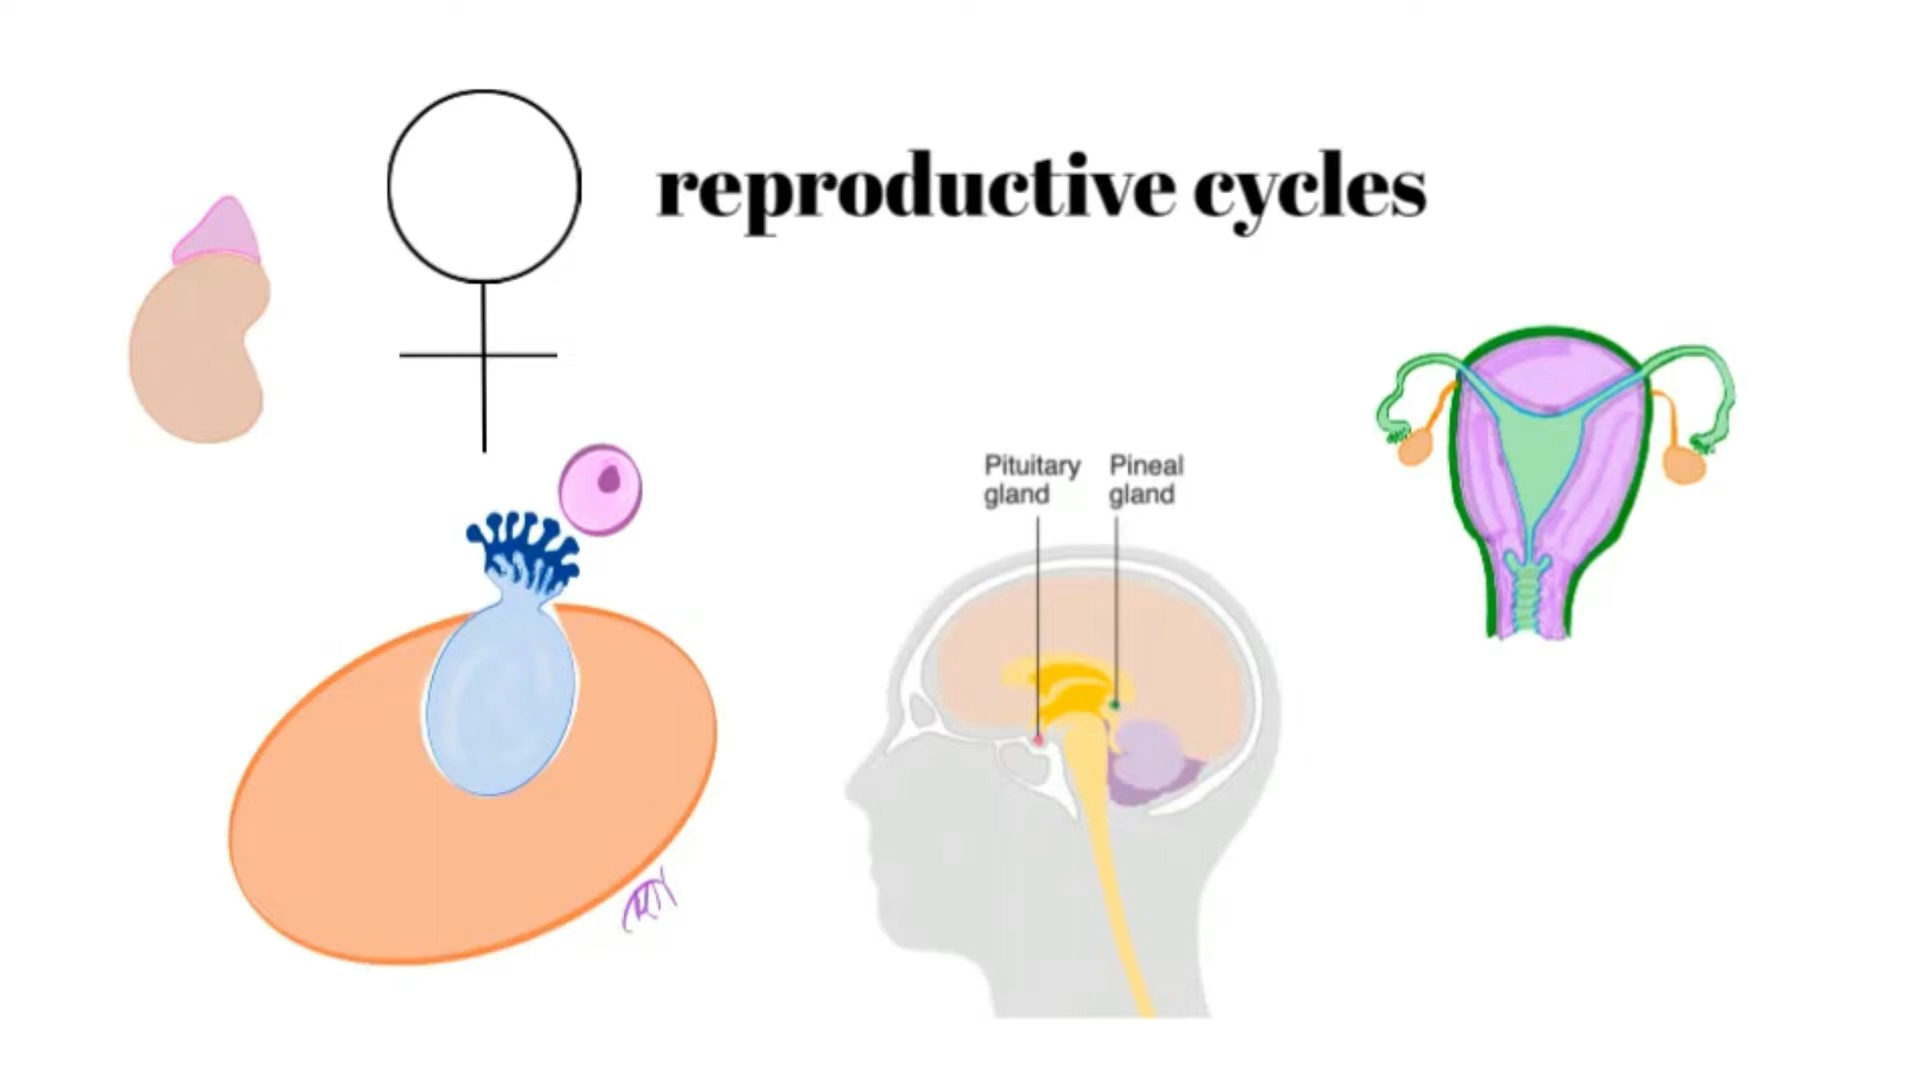 reproductive cycles
Pituitary
gland
Pineal
gland